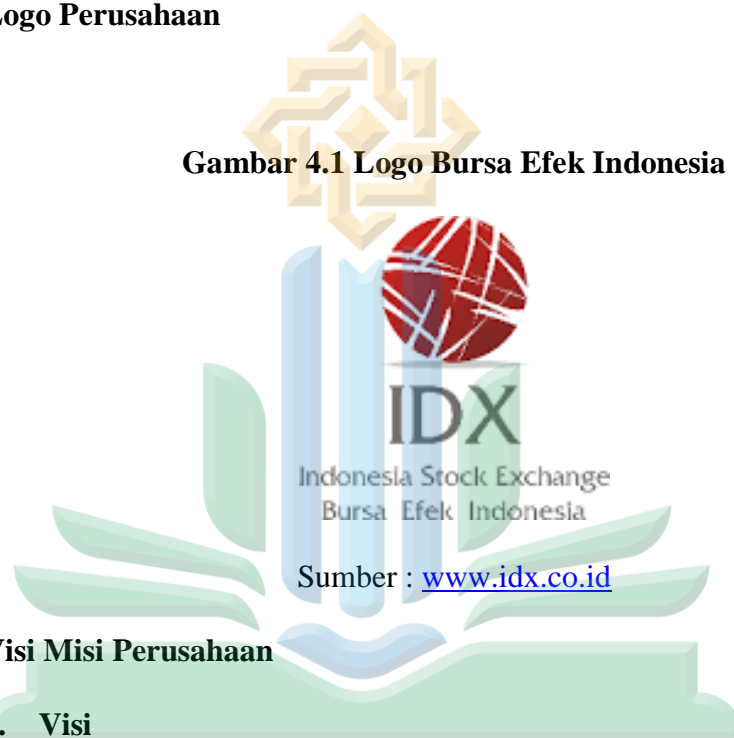 Logo Perusahaan
Gambar 4.1 Logo Bursa Efek Indonesia
IDX
Indonesia Stock Exchange
Bursa Efek Indonesia
Sumber : www.idx.co.id
Visi Misi Perusahaan
. Visi